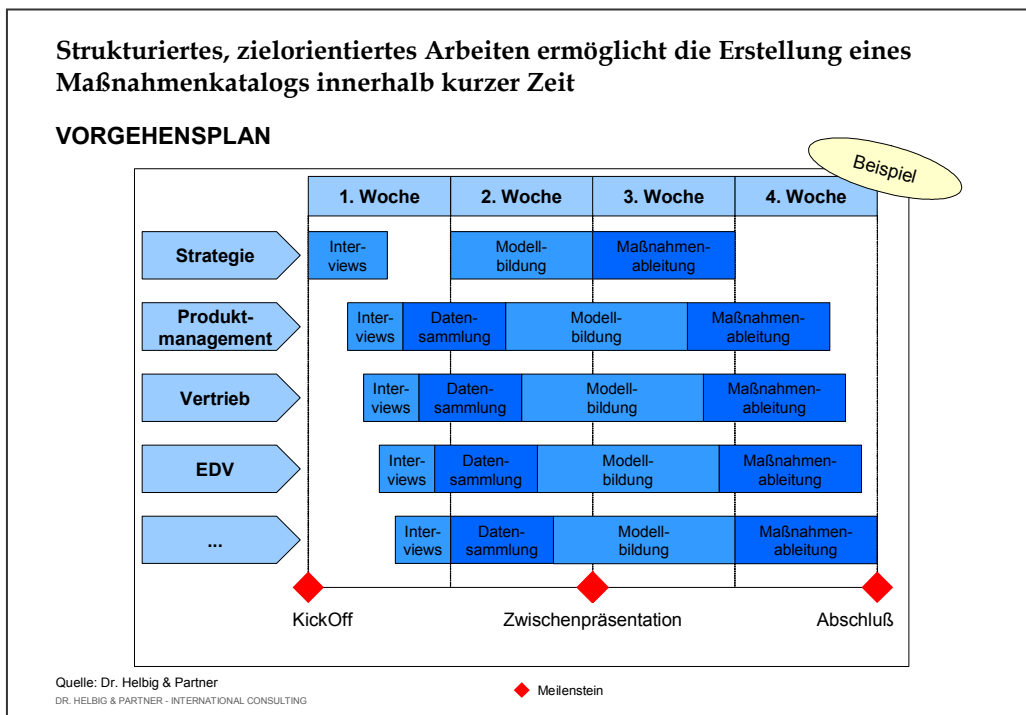 Strukturiertes, zielorientiertes Arbeiten ermöglicht die Erstellung eines
Maßnahmenkatalogs innerhalb kurzer Zeit
VORGEHENSPLAN
Beispiel
1. Woche
2. Woche
3. Woche
4. Woche
Strategie
Inter-
views
Modell-
bildung
Maßnahmen-
ableitung
Produkt-
management
Inter-
views
Daten-
sammlung
Modell-
bildung
Maßnahmen-
ableitung
Vertrieb
Inter-
views
Daten-
sammlung
Modell-
bildung
Maßnahmen-
ableitung
EDV
Inter-
views
Daten-
sammlung
Modell-
bildung
Maßnahmen-
ableitung
...
Inter-
views
Daten-
sammlung
Modell-
bildung
Maßnahmen-
ableitung
KickOff
Zwischenpräsentation
Abschluß
Quelle: Dr. Helbig & Partner
DR. HELBIG & PARTNER - INTERNATIONAL CONSULTING
Meilenstein